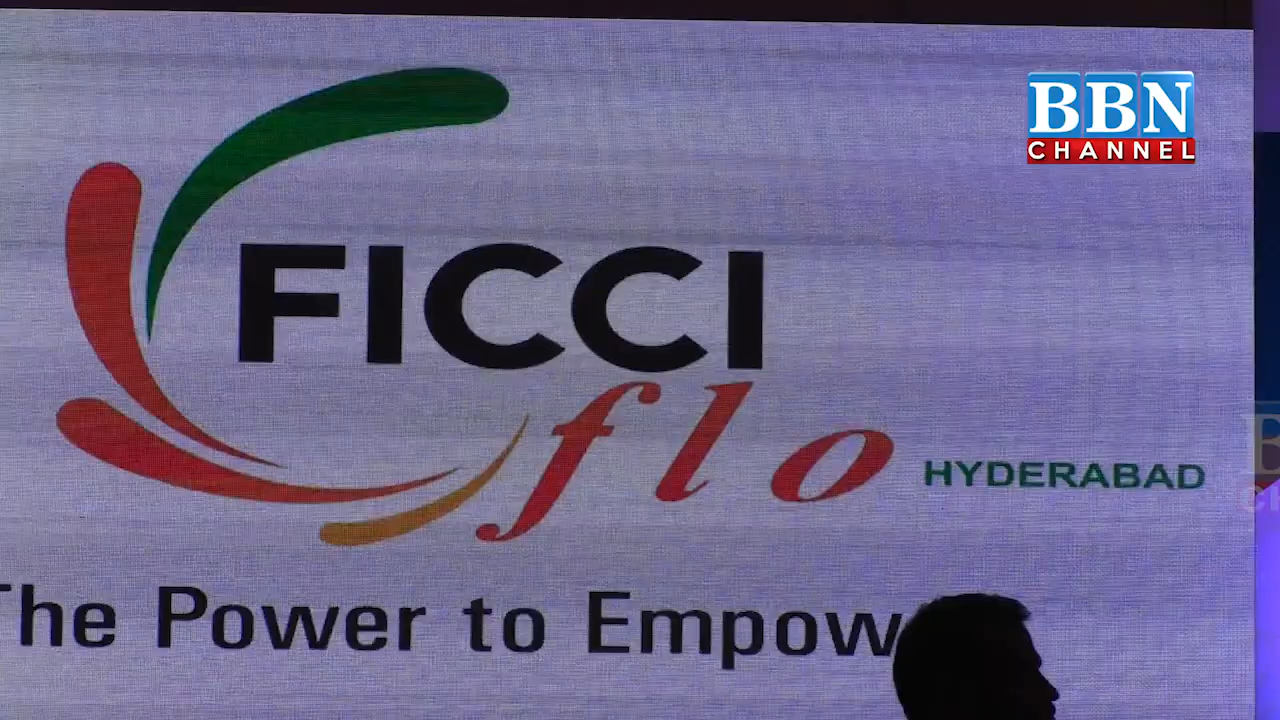 BBN
CHANNEL
FICCI
flo
HYDERABAD
The Power to Empow